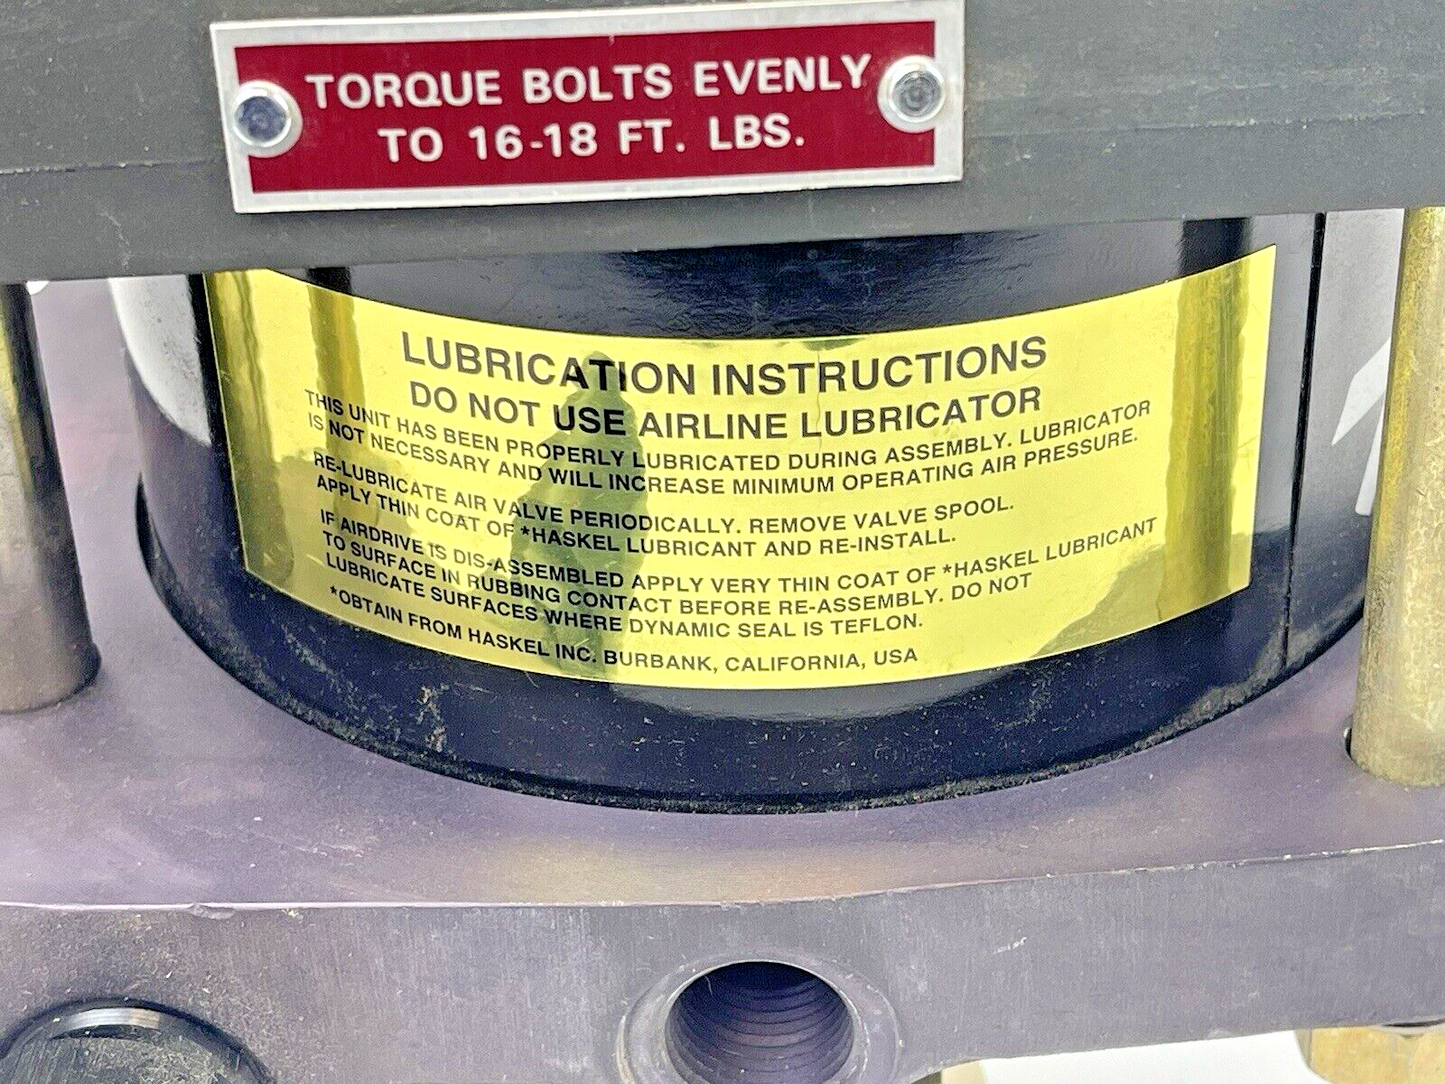 TORQUE BOLTS EVENLY
TO 16-18 FT. LBS.
LUBRICATION INSTRUCTIONS
DO NOT USE AIRLINE LUBRICATOR
THIS UNIT HAS BEEN PROPERLY LUBRICATED DURING ASSEMBLY. LUBRICATOR
IS NOT NECESSARY AND WILL INCREASE MINIMUM OPERATING AIR PRESSURE.
RE-LUBRICATE AIR VALVE PERIODICALLY. REMOVE VALVE SPOOL.
APPLY THIN COAT OF *HASKEL LUBRICANT AND RE-INSTALL.
IF AIRDRIVE IS DIS-ASSEMBLED APPLY VERY THIN COAT OF *HASKEL LUBRICANT
TO SURFACE IN RUBBING CONTACT BEFORE RE-ASSEMBLY. DO NOT
LUBRICATE SURFACES WHERE DYNAMIC SEAL IS TEFLON.
*OBTAIN FROM HASKEL INC. BURBANK, CALIFORNIA, USA